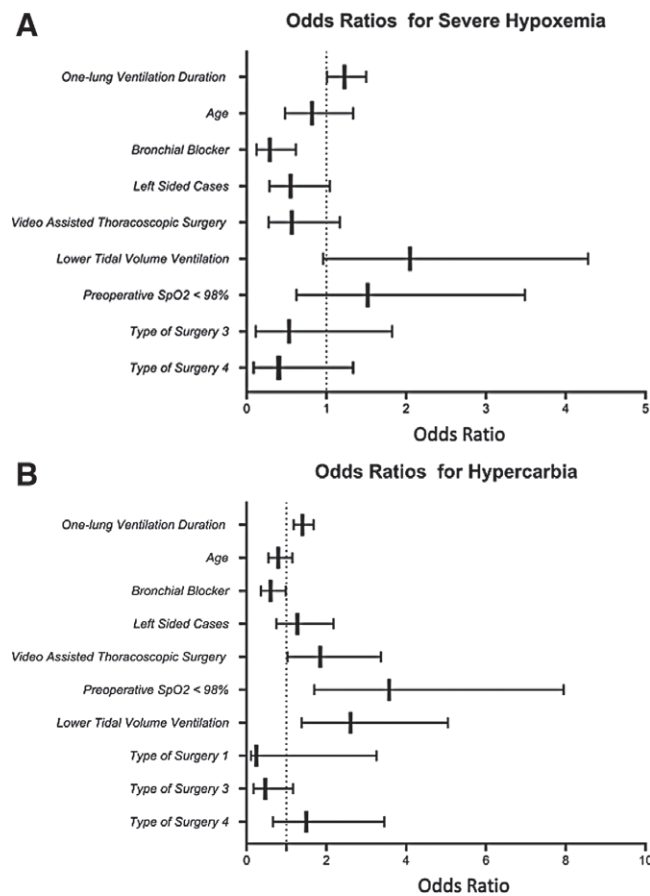 A
Odds Ratios for Severe Hypoxemia
One-lung Ventilation Duration
Age
Bronchial Blocker
Left Sided Cases
Video Assisted Thoracoscopic Surgery
Lower Tidal Volume Ventilation
Preoperative SpO2 < 98%
Type of Surgery 3
Type of Surgery 4
0 1 2 3 4 5
Odds Ratio
B
Odds Ratios for Hypercarbia
One-lung Ventilation Duration
Age
Bronchial Blocker
Left Sided Cases
Video Assisted Thoracoscopic Surgery
Preoperative SpO2 < 98%
Lower Tidal Volume Ventilation
Type of Surgery 1
Type of Surgery 3
Type of Surgery 4
0 2 4 6 8 10
Odds Ratio